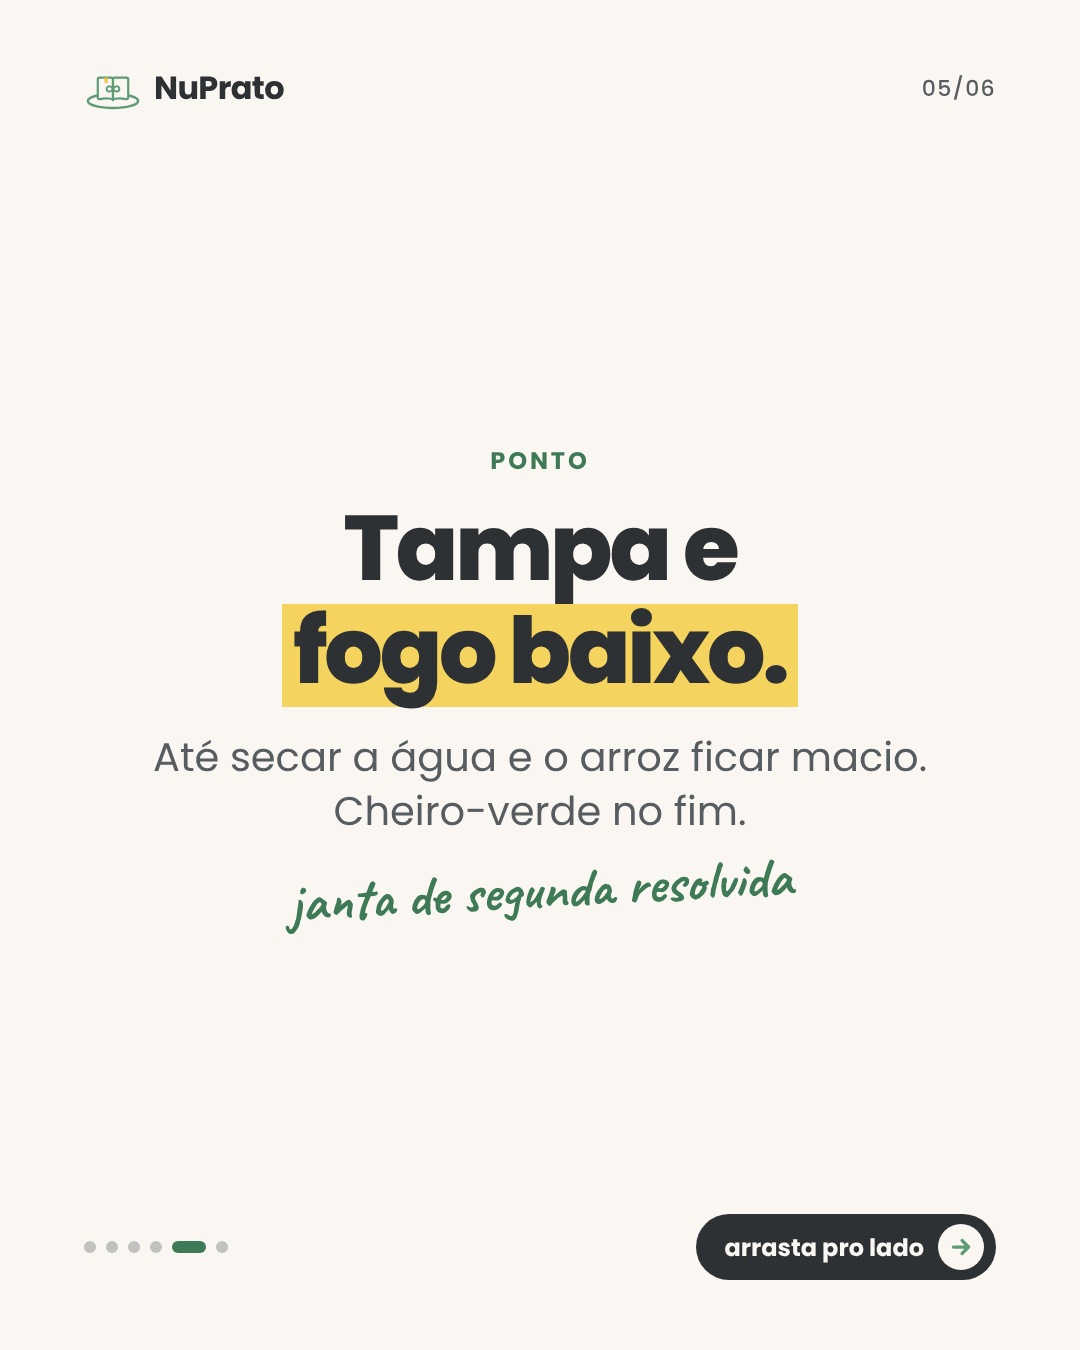 NuPrato
05/06
PONTO
Tampa e
fogo baixo.
Até secar a água e o arroz ficar macio.
Cheiro-verde no fim.
janta de segunda resolvida
arrasta pro lado